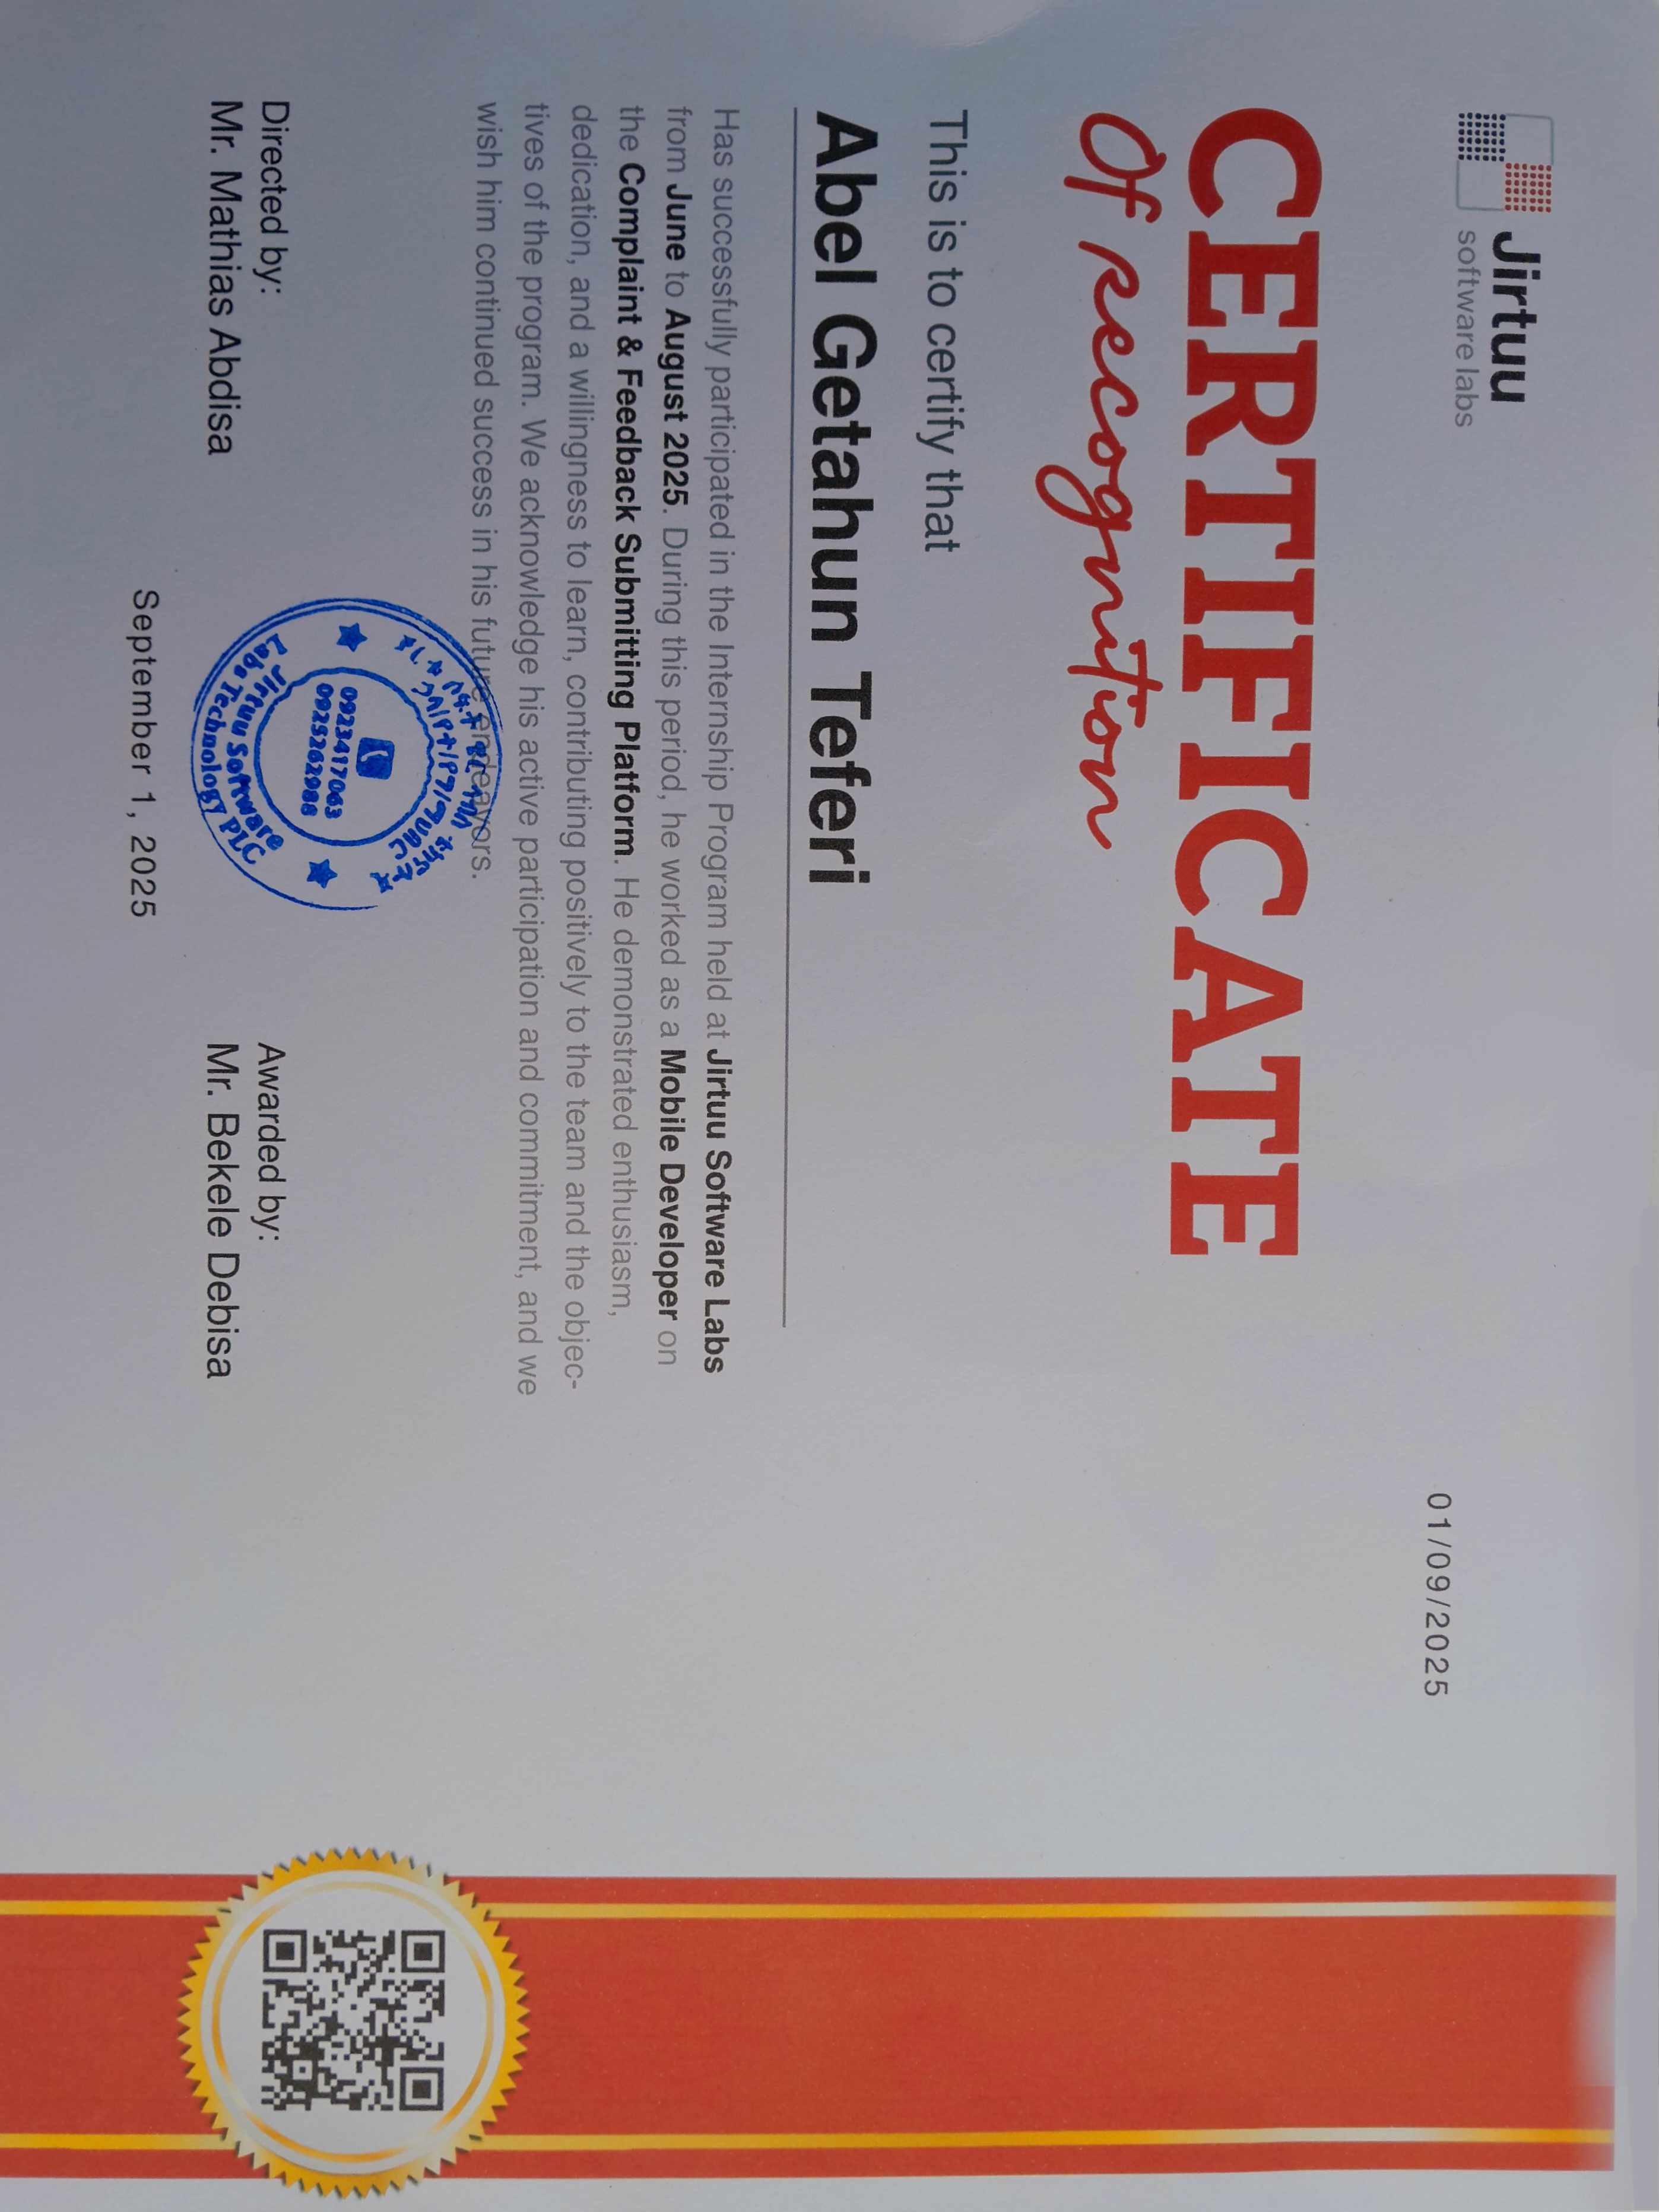 Jirtuu
software labs
01/09/2025
CERTIFICATE
Of recognition
This is to certify that
Abel Getahun Teferi
Has successfully participated in the Internship Program held at Jirtuu Software Labs
from June to August 2025. During this period, he worked as a Mobile Developer on
the Complaint & Feedback Submitting Platform. He demonstrated enthusiasm,
dedication, and a willingness to learn, contributing positively to the team and the objec-
tives of the program. We acknowledge his active participation and commitment, and we
wish him continued success in his future endeavors.
Directed by:
Mr. Mathias Abdisa
0923417063
0925262988
Jirtuu Software
Labs Technology PLC
Awarded by:
Mr. Bekele Debisa
September 1, 2025